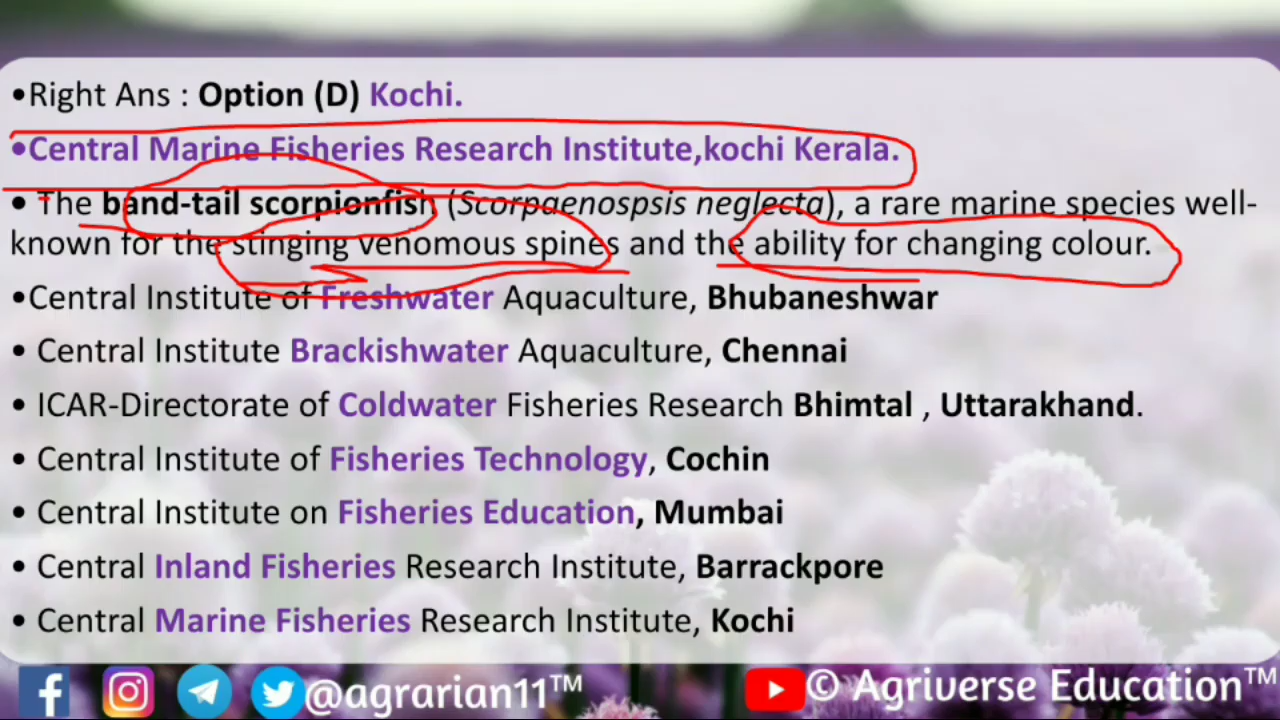 •Right Ans : Option (D) Kochi.
•Central Marine Fisheries Research Institute,kochi Kerala.
• The band-tail scorpionfish (Scorpaenospsis neglecta), a rare marine species well-
known for the stinging venomous spines and the ability for changing colour.
•Central Institute of Freshwater Aquaculture, Bhubaneshwar
• Central Institute Brackishwater Aquaculture, Chennai
• ICAR-Directorate of Coldwater Fisheries Research Bhimtal , Uttarakhand.
• Central Institute of Fisheries Technology, Cochin
• Central Institute on Fisheries Education, Mumbai
• Central Inland Fisheries Research Institute, Barrackpore
• Central Marine Fisheries Research Institute, Kochi
@agrarian11™ © Agriverse Education™